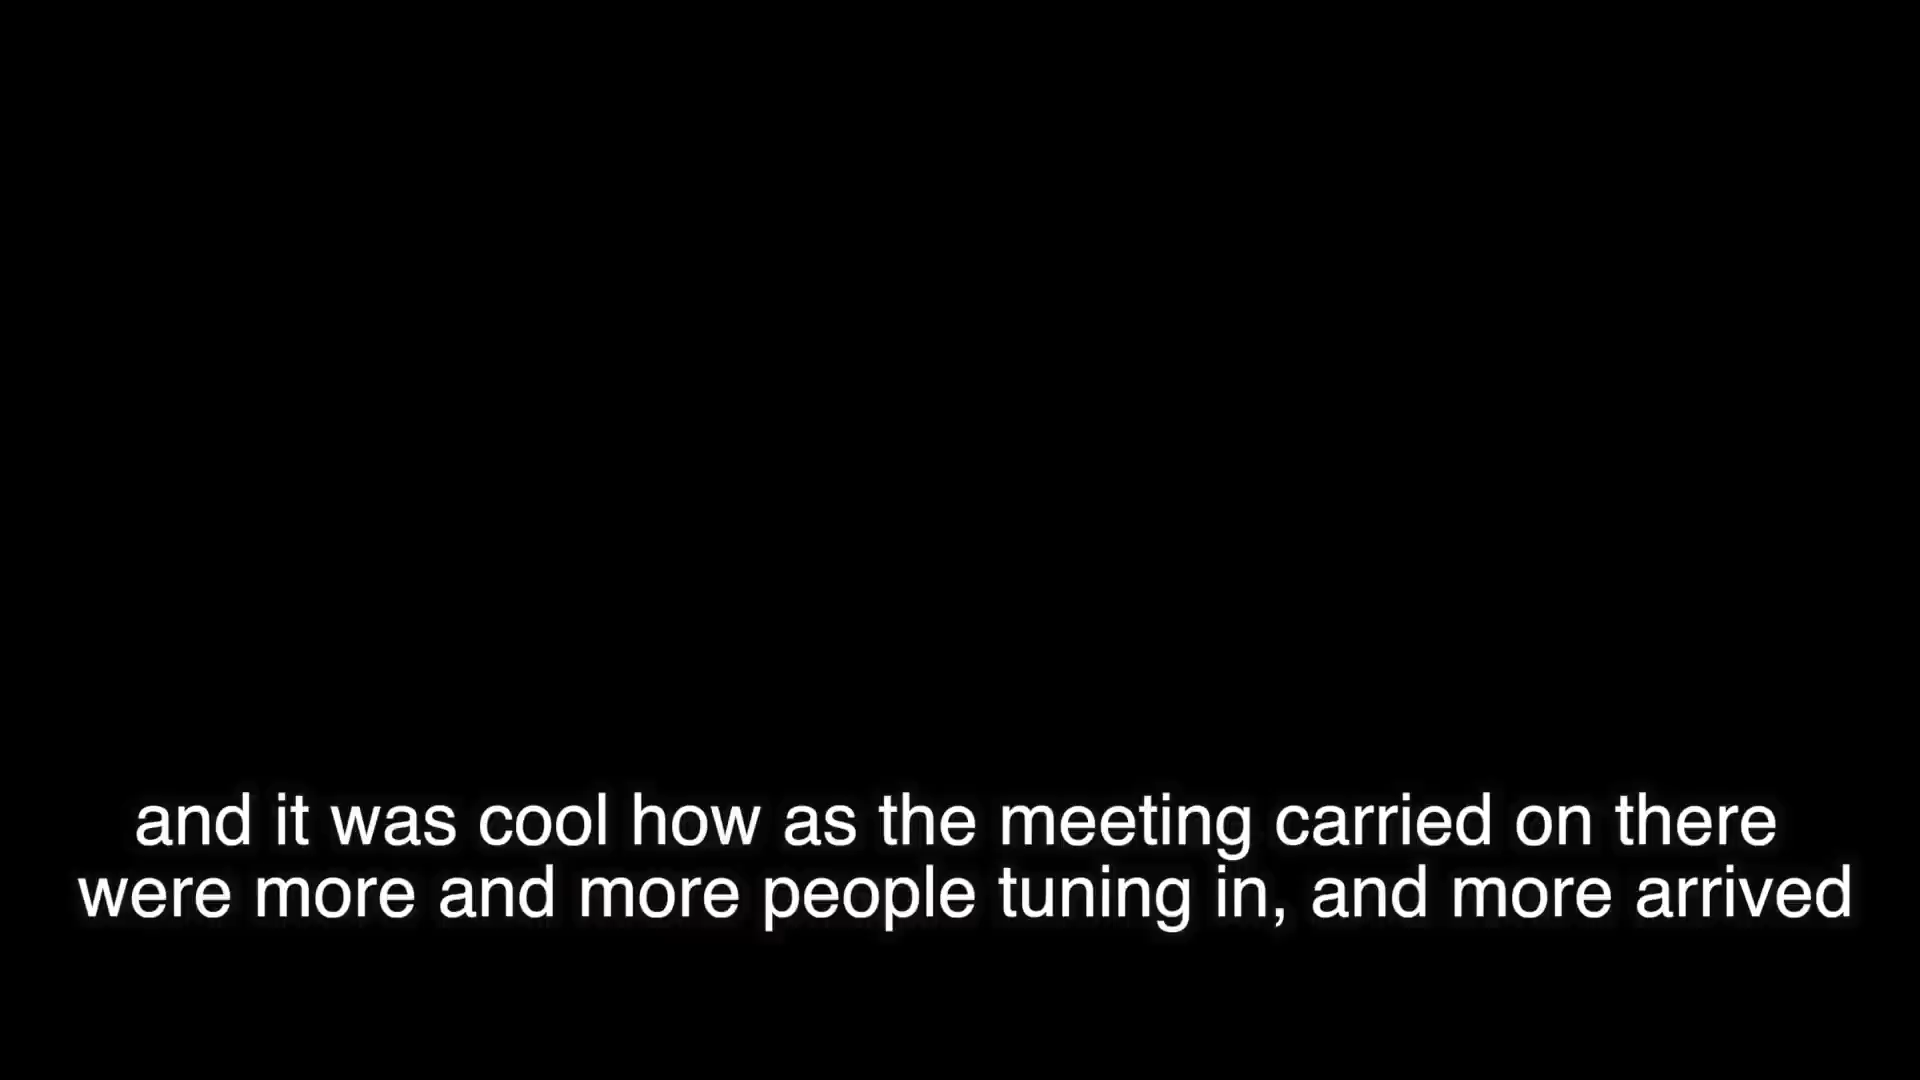 and it was cool how as the meeting carried on there
were more and more people tuning in, and more arrived